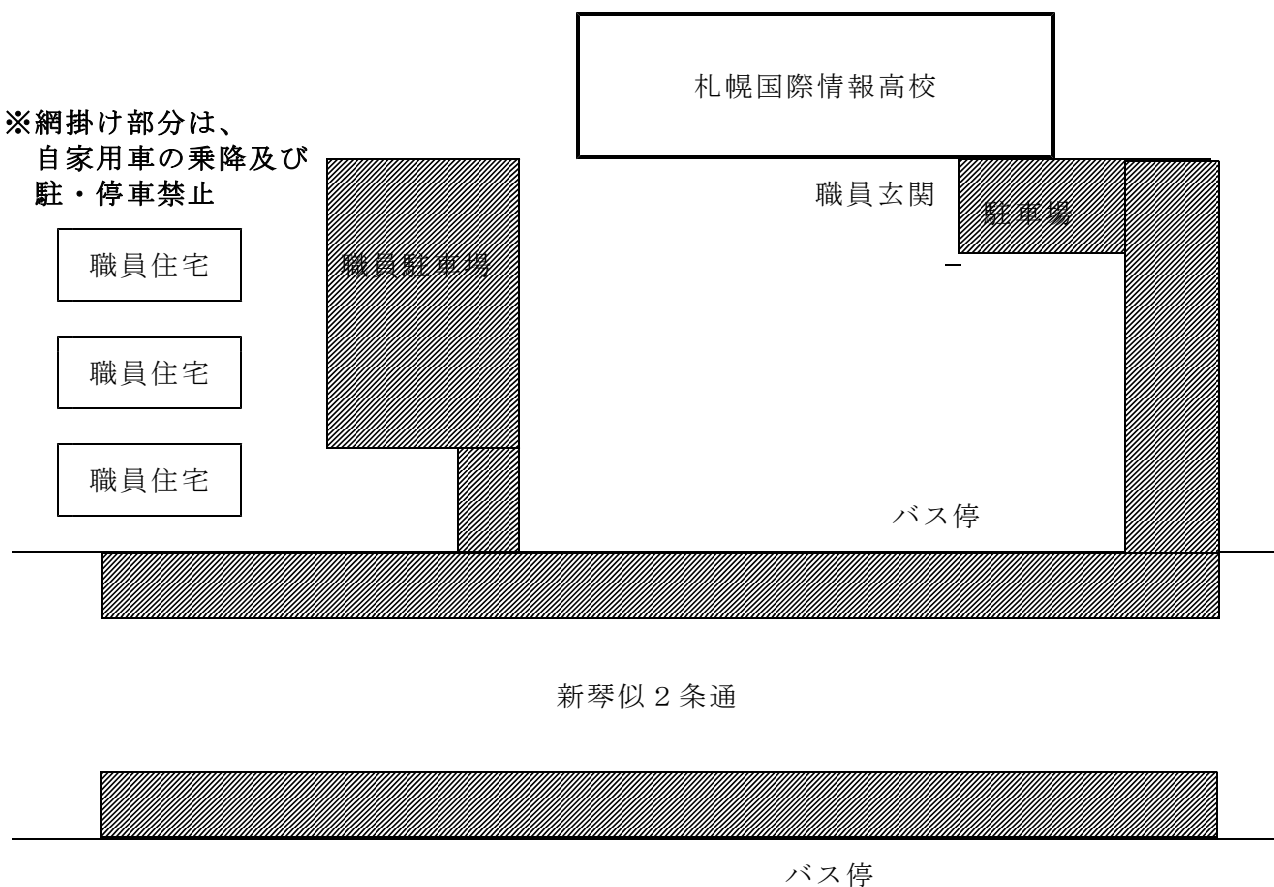 札幌国際情報高校
※網掛け部分は、
自家用車の乗降及び
駐・停車禁止
職員玄関
駐車場
職員住宅
職員駐車場
職員住宅
職員住宅
バス停
新琴似２条通
バス停